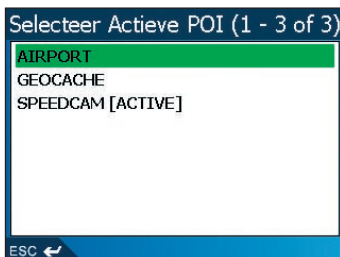 Selecteer Actieve POI (1 - 3 of 3)
AIRPORT
GEOCACHE
SPEEDCAM [ACTIVE]
ESC